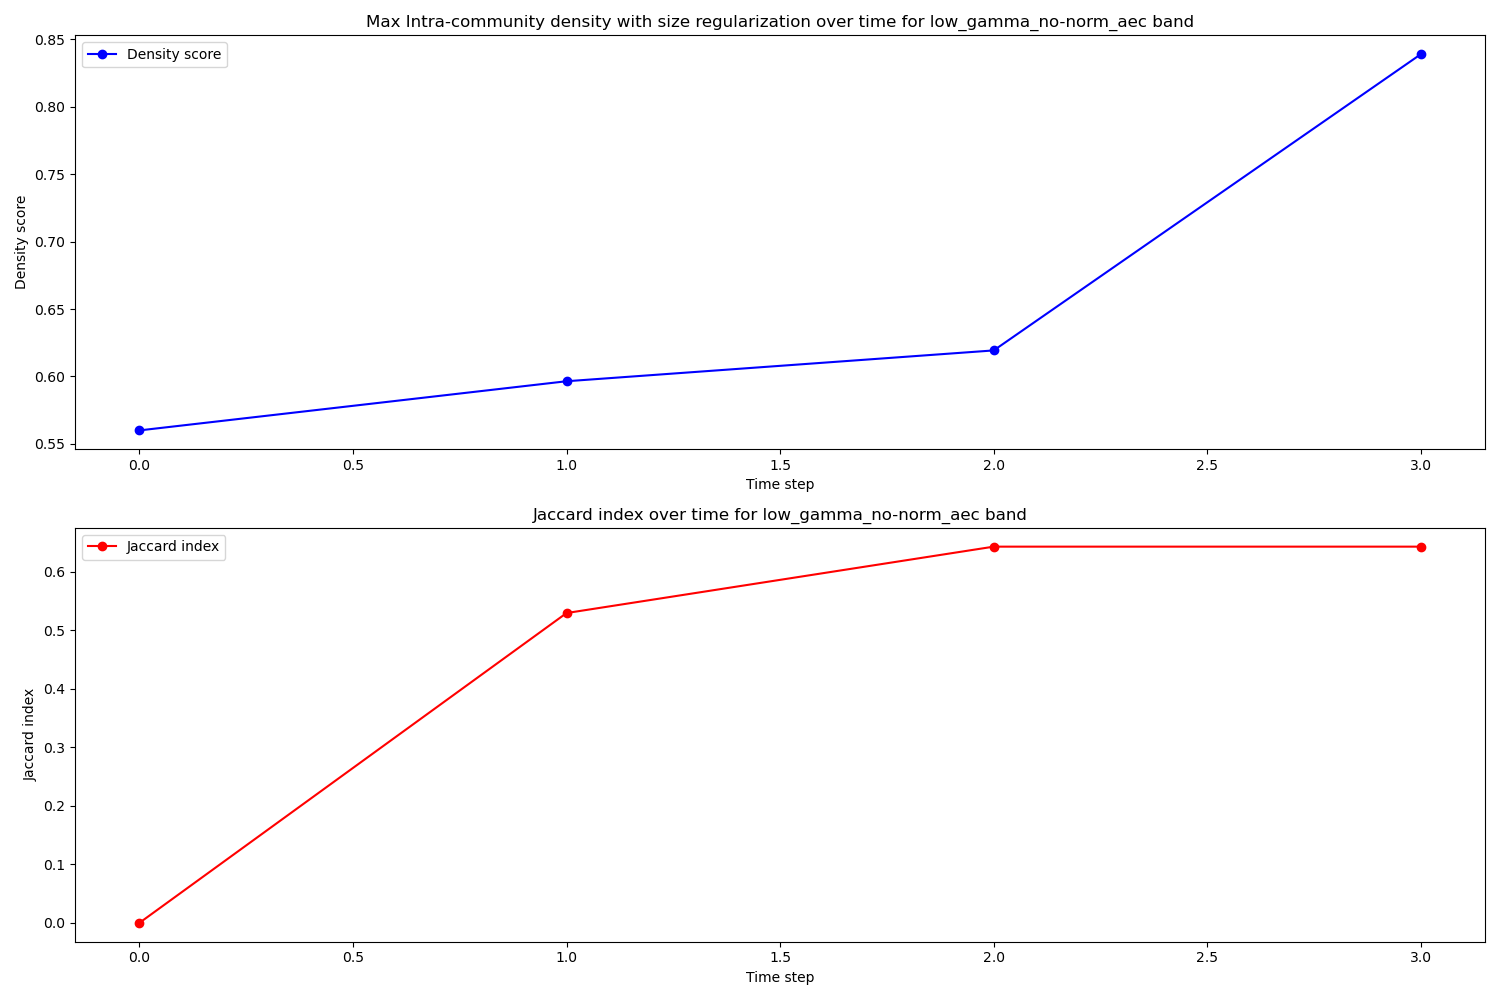 Max Intra-community density with size regularization over time for low_gamma_no-norm_aec band
Density score
0.85
0.80
0.75
0.70
0.65
0.60
0.55
Density score
0.0 0.5 1.0 1.5 2.0 2.5 3.0
Time step
Jaccard index over time for low_gamma_no-norm_aec band
Jaccard index
0.6
0.5
0.4
0.3
0.2
0.1
0.0
Jaccard index
0.0 0.5 1.0 1.5 2.0 2.5 3.0
Time step